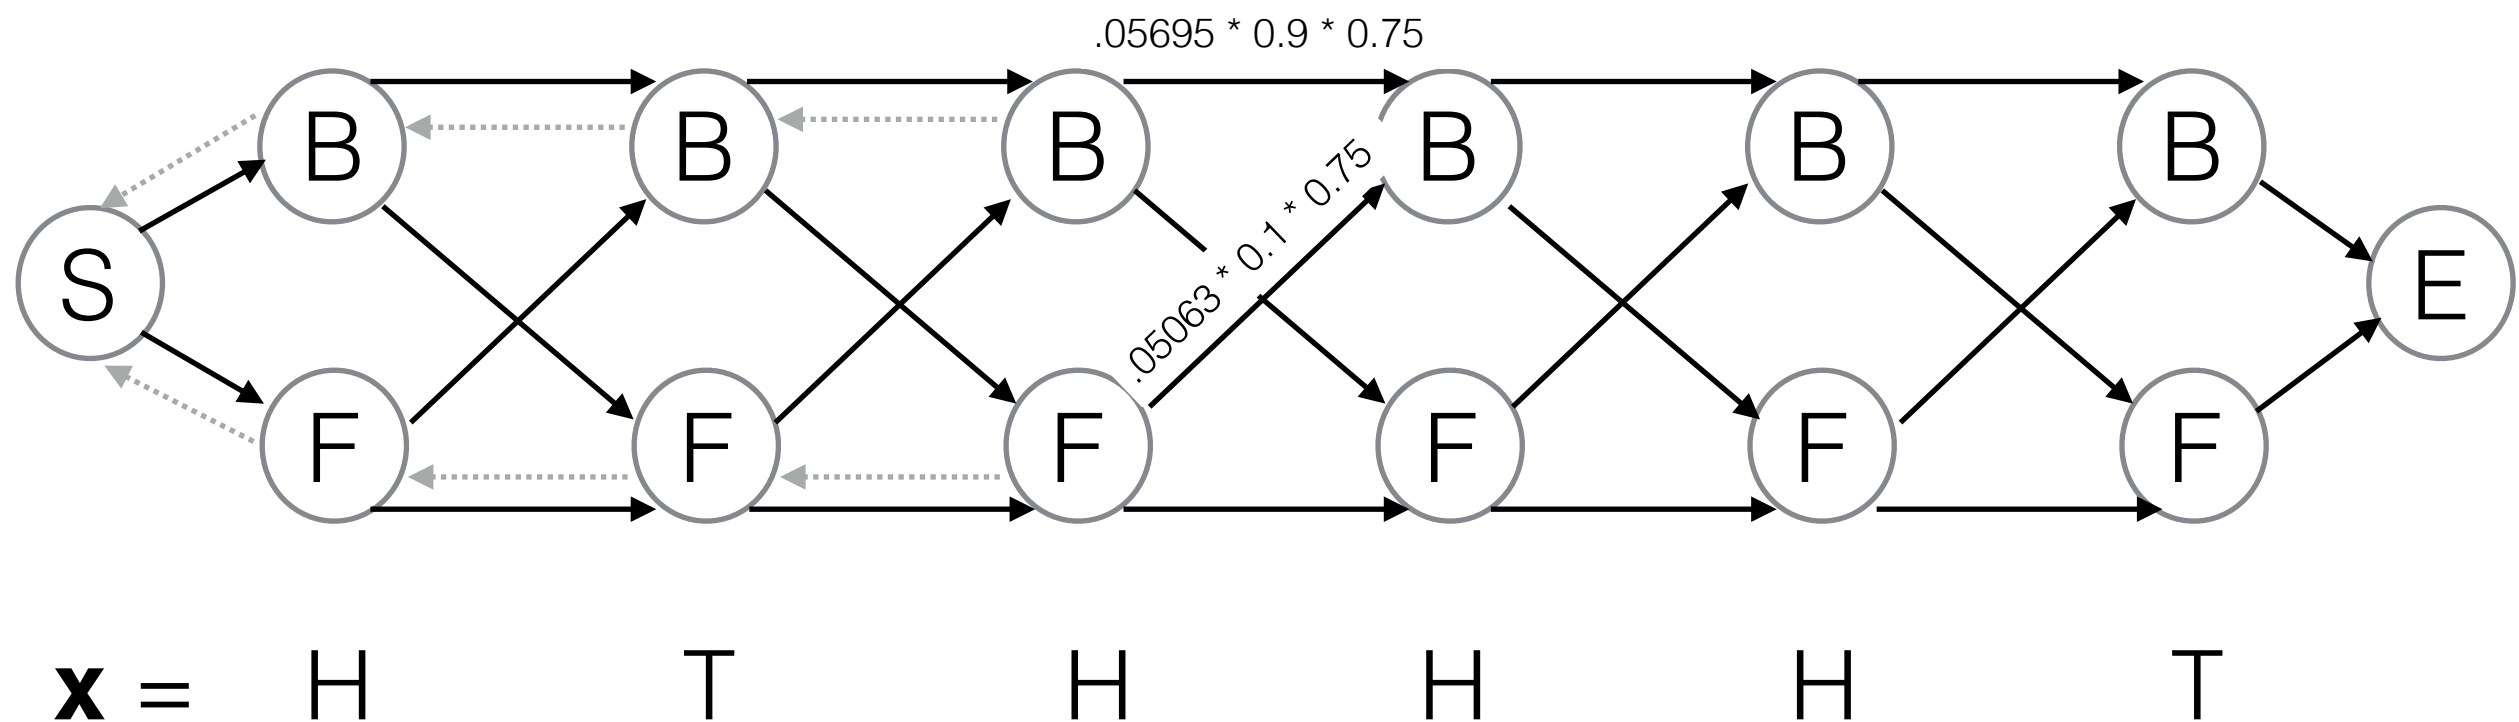 .05695 * 0.9 * 0.75
B B B B B B
.05063 * 0.1 * 0.75
S E
F F F F F F
x = H T H H H T